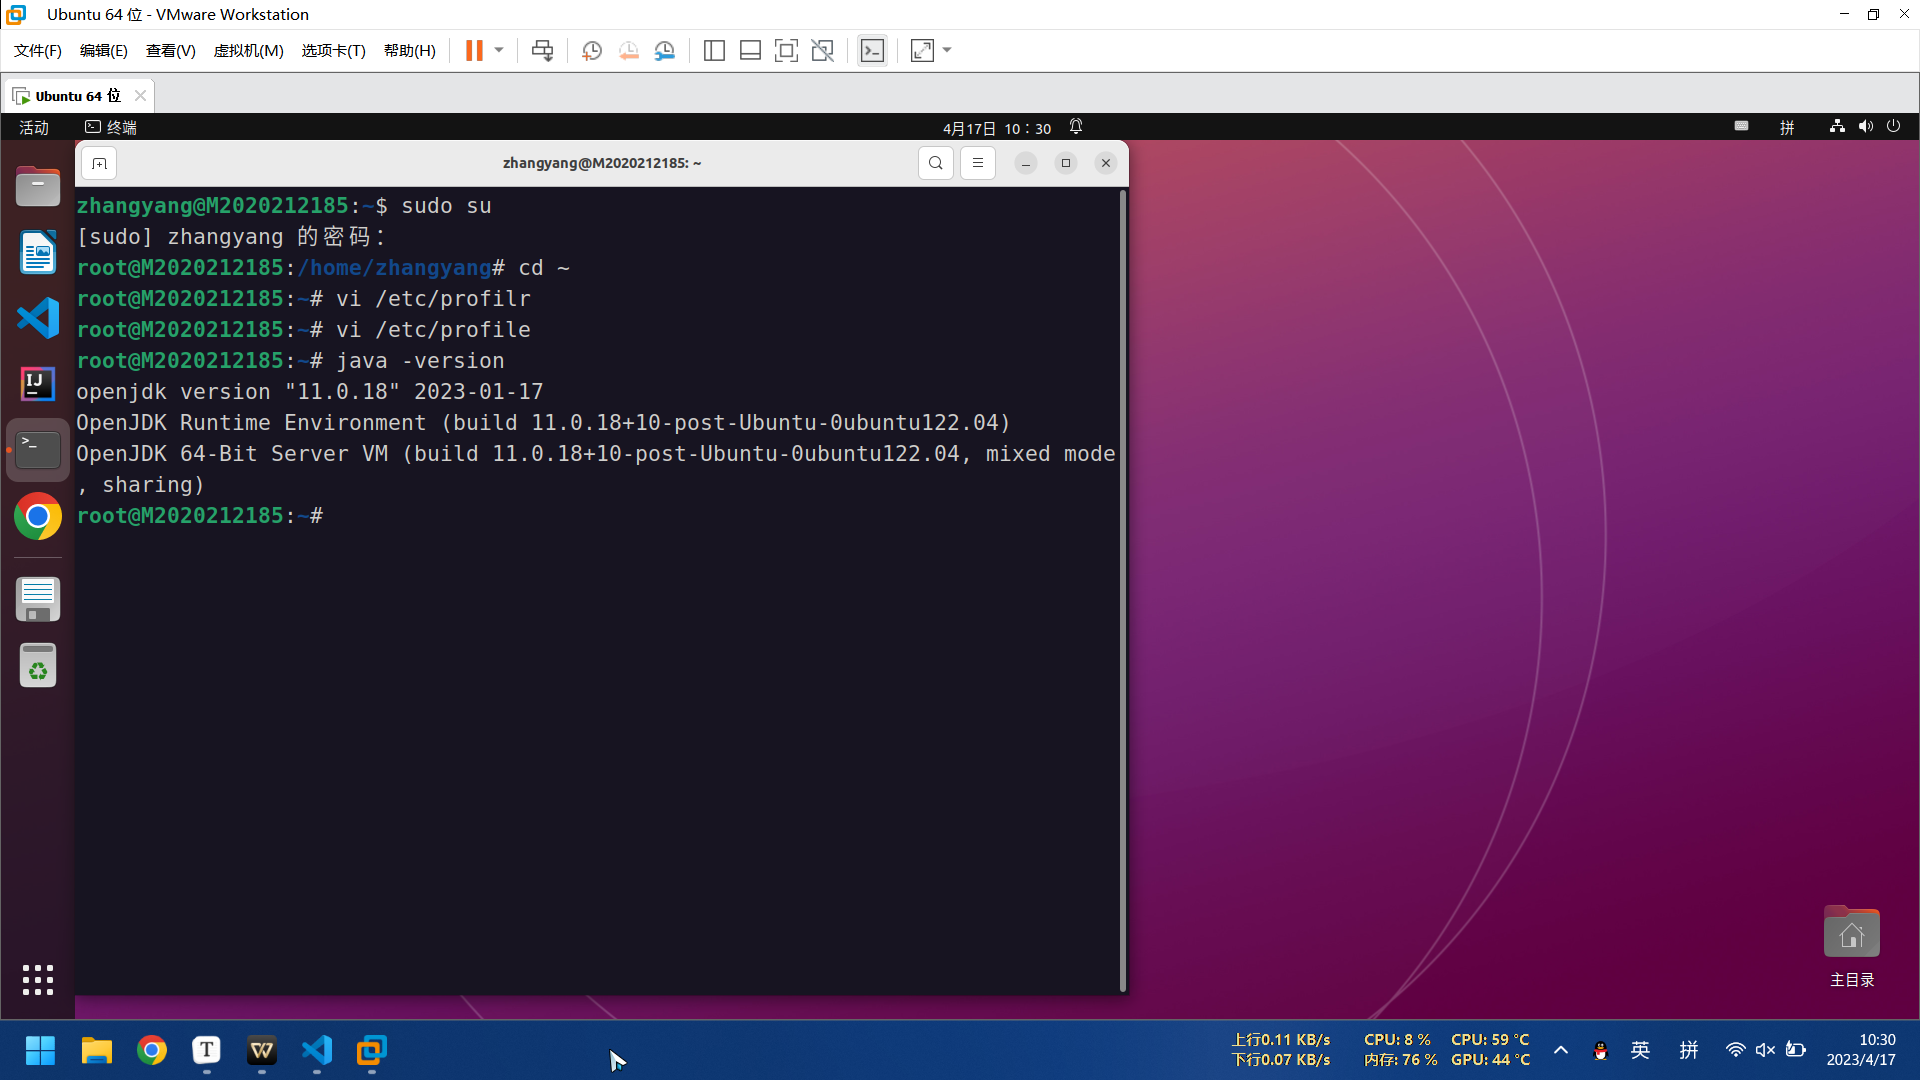 Ubuntu 64 位 - VMware Workstation
文件(F) 编辑(E) 查看(V) 虚拟机(M) 选项卡(T) 帮助(H)
Ubuntu 64 位
活动 终端 4月17日 10：30 拼
zhangyang@M2020212185: ~
zhangyang@M2020212185:~$ sudo su
[sudo] zhangyang 的密码：
root@M2020212185:/home/zhangyang# cd ~
root@M2020212185:~# vi /etc/profilr
root@M2020212185:~# vi /etc/profile
root@M2020212185:~# java -version
openjdk version "11.0.18" 2023-01-17
OpenJDK Runtime Environment (build 11.0.18+10-post-Ubuntu-0ubuntu122.04)
OpenJDK 64-Bit Server VM (build 11.0.18+10-post-Ubuntu-0ubuntu122.04, mixed mode
, sharing)
root@M2020212185:~#
主目录
上行0.11 KB/s CPU: 8 % CPU: 59 °C
下行0.07 KB/s 内存: 76 % GPU: 44 °C
英 拼
10:30
2023/4/17